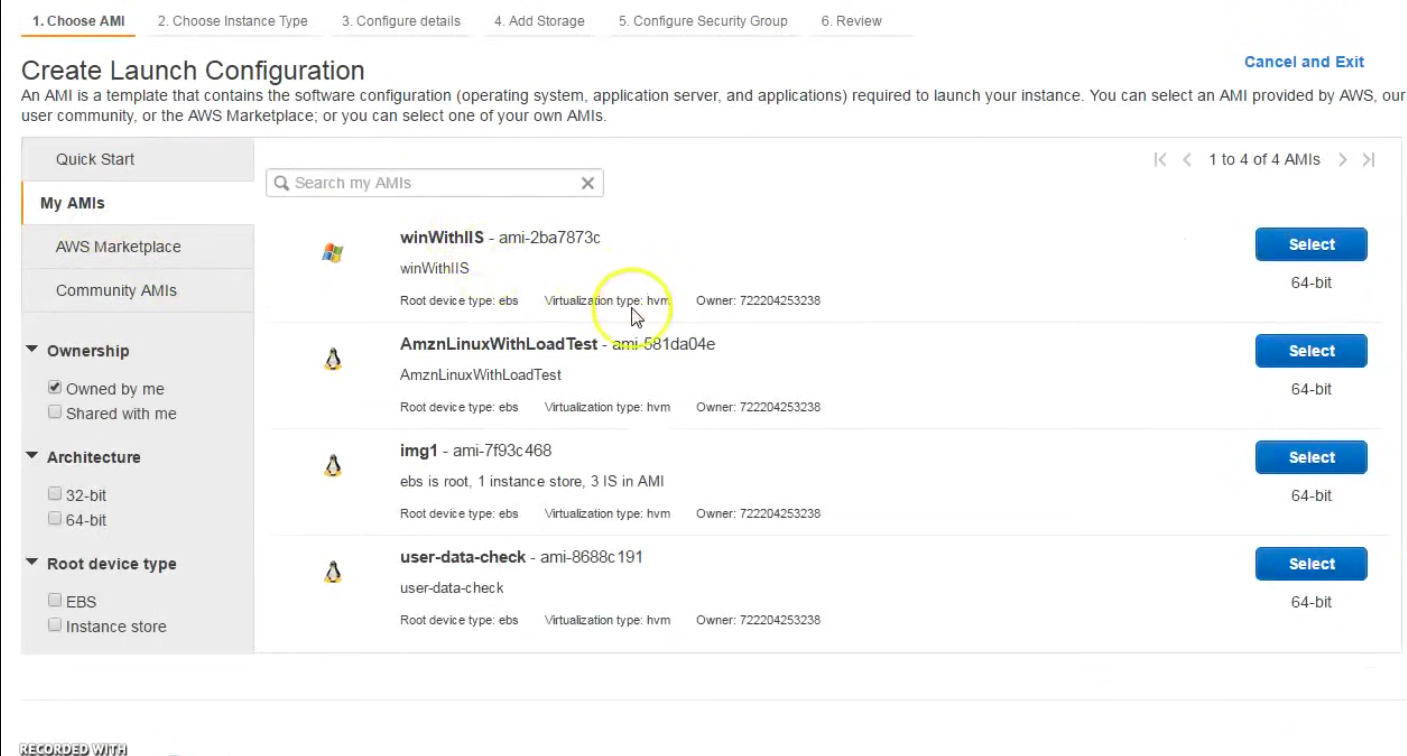 1. Choose AMI 2. Choose Instance Type 3. Configure details 4. Add Storage 5. Configure Security Group 6. Review
Create Launch Configuration
Cancel and Exit
An AMI is a template that contains the software configuration (operating system, application server, and applications) required to launch your instance. You can select an AMI provided by AWS, our
user community, or the AWS Marketplace; or you can select one of your own AMIs.
Quick Start
My AMIs
AWS Marketplace
Community AMIs
Ownership
Owned by me
Shared with me
Architecture
32-bit
64-bit
Root device type
EBS
Instance store
1 to 4 of 4 AMIs
Search my AMIs
winWithIIS - ami-2ba7873c
winWithIIS
Root device type: ebs Virtualization type: hvm Owner: 722204253238
Select
64-bit
AmznLinuxWithLoadTest - ami-581da04e
AmznLinuxWithLoadTest
Root device type: ebs Virtualization type: hvm Owner: 722204253238
Select
64-bit
img1 - ami-7f93c468
ebs is root, 1 instance store, 3 IS in AMI
Root device type: ebs Virtualization type: hvm Owner: 722204253238
Select
64-bit
user-data-check - ami-8688c191
user-data-check
Root device type: ebs Virtualization type: hvm Owner: 722204253238
Select
64-bit
RECORDED WITH